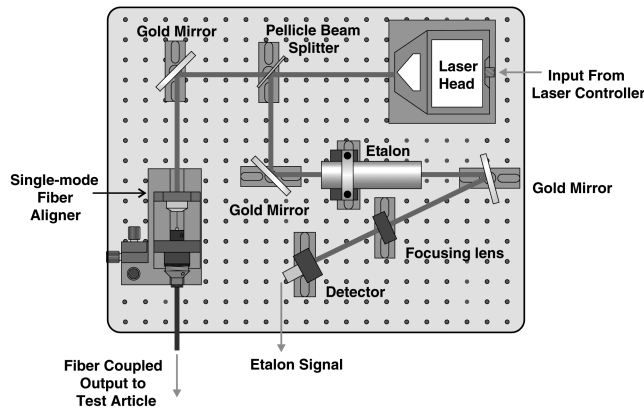 Gold Mirror
Pellicle Beam
Splitter
Laser
Head
Input From
Laser Controller
Etalon
Single-mode
Fiber
Aligner
Gold Mirror
Gold Mirror
Focusing lens
Detector
Fiber Coupled
Output to
Test Article
Etalon Signal